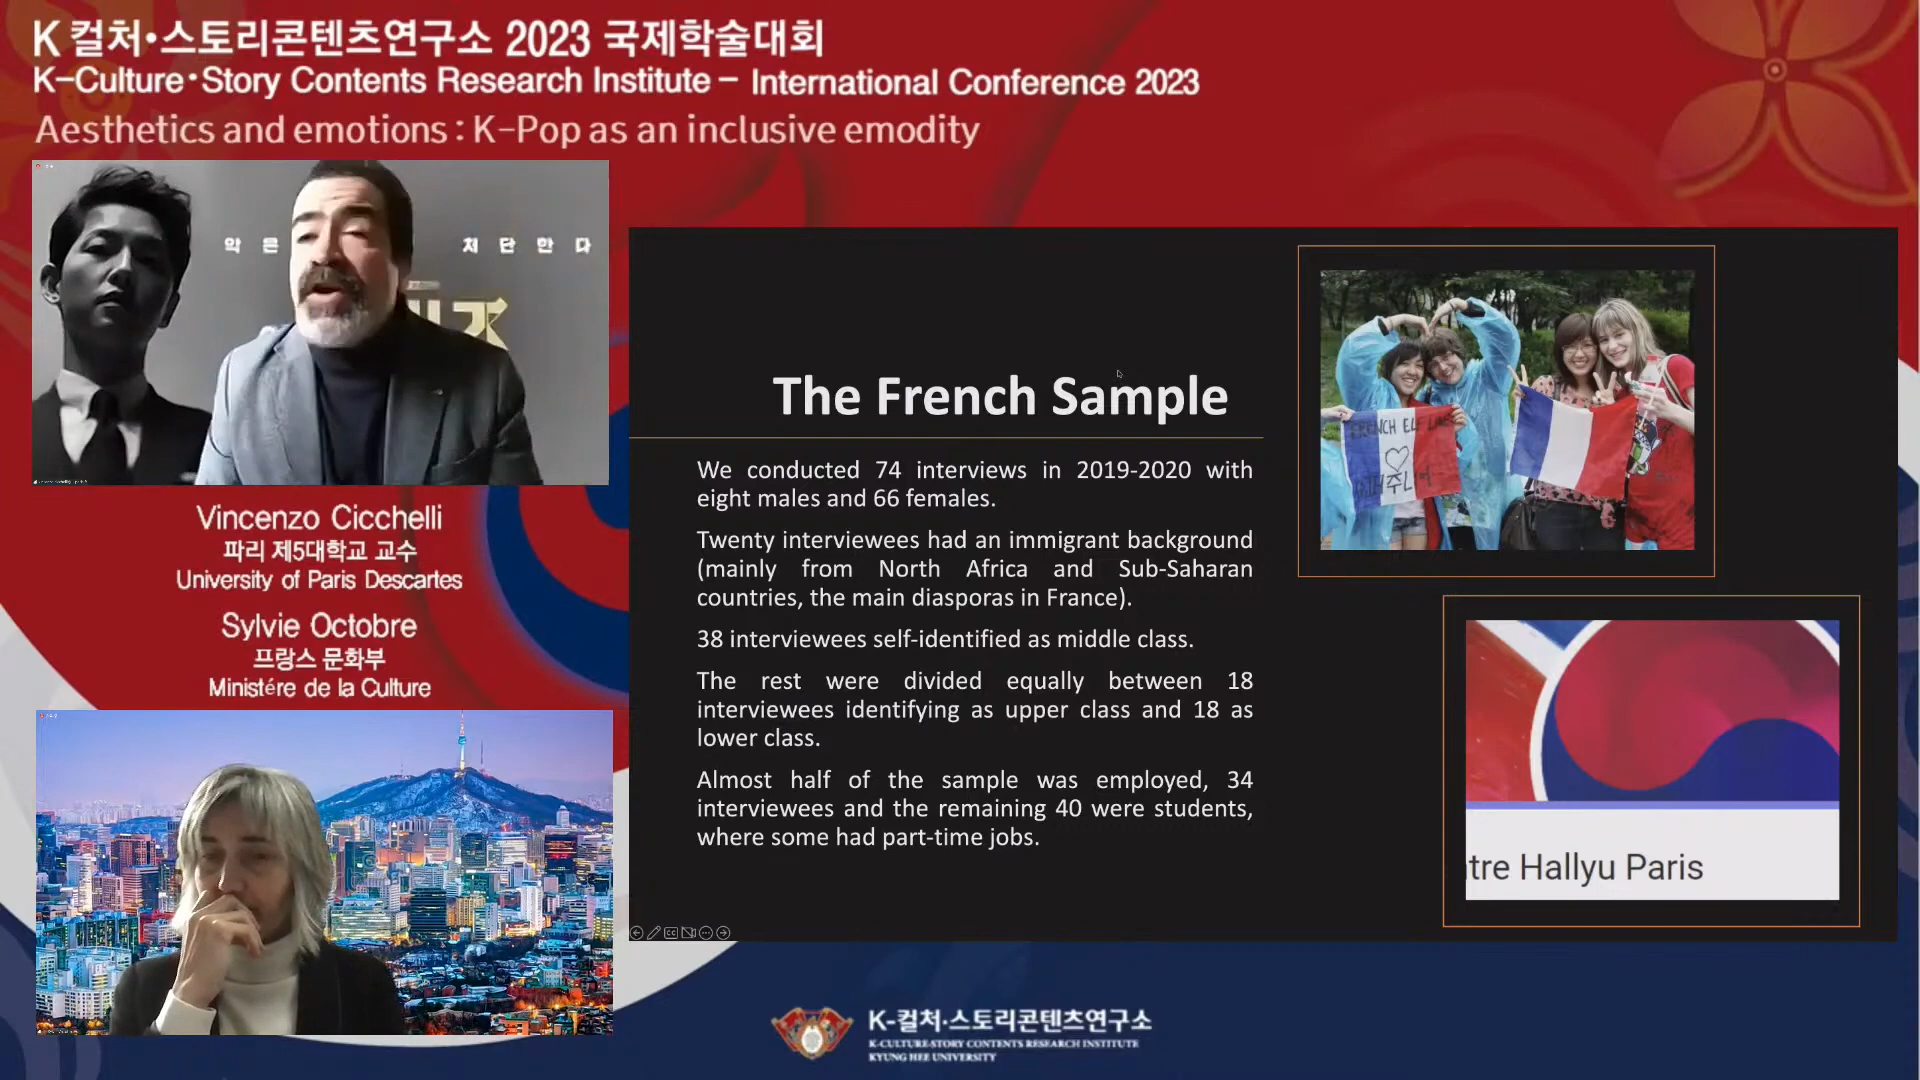 K 컬처•스토리콘텐츠연구소 2023 국제학술대회
K-Culture•Story Contents Research Institute - International Conference 2023
Aesthetics and emotions : K-Pop as an inclusive emodity
악 은
처 단 한 다
Vincenzo Cicchelli
파리 제5대학교 교수
University of Paris Descartes
Sylvie Octobre
프랑스 문화부
Ministére de la Culture
The French Sample
We conducted 74 interviews in 2019-2020 with
eight males and 66 females.
Twenty interviewees had an immigrant background
(mainly from North Africa and Sub-Saharan
countries, the main diasporas in France).
38 interviewees self-identified as middle class.
The rest were divided equally between 18
interviewees identifying as upper class and 18 as
lower class.
Almost half of the sample was employed, 34
interviewees and the remaining 40 were students,
where some had part-time jobs.
FRENCH ELF
tre Hallyu Paris
K-컬처•스토리콘텐츠연구소
K-CULTURE•STORY CONTENTS RESEARCH INSTITUTE
KYUNG HEE UNIVERSITY